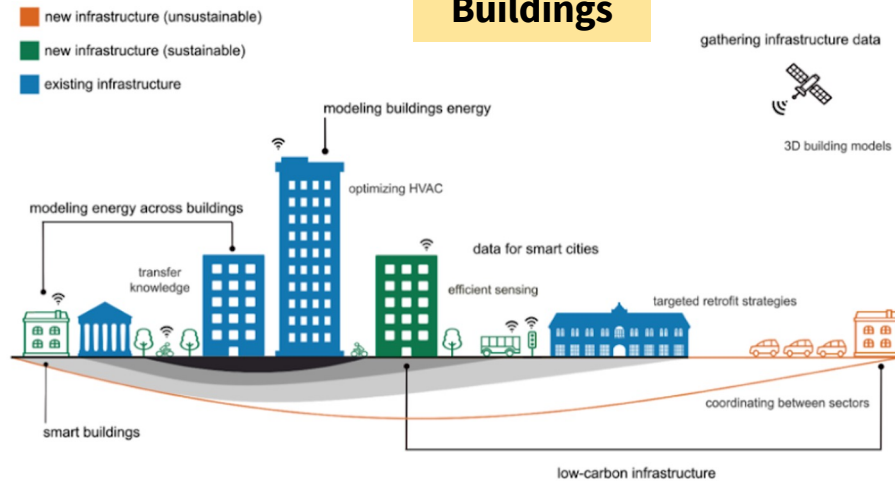 Buildings
new infrastructure (unsustainable)
new infrastructure (sustainable)
existing infrastructure
gathering infrastructure data
3D building models
modeling buildings energy
optimizing HVAC
modeling energy across buildings
data for smart cities
transfer
knowledge
efficient sensing
targeted retrofit strategies
coordinating between sectors
smart buildings
low-carbon infrastructure